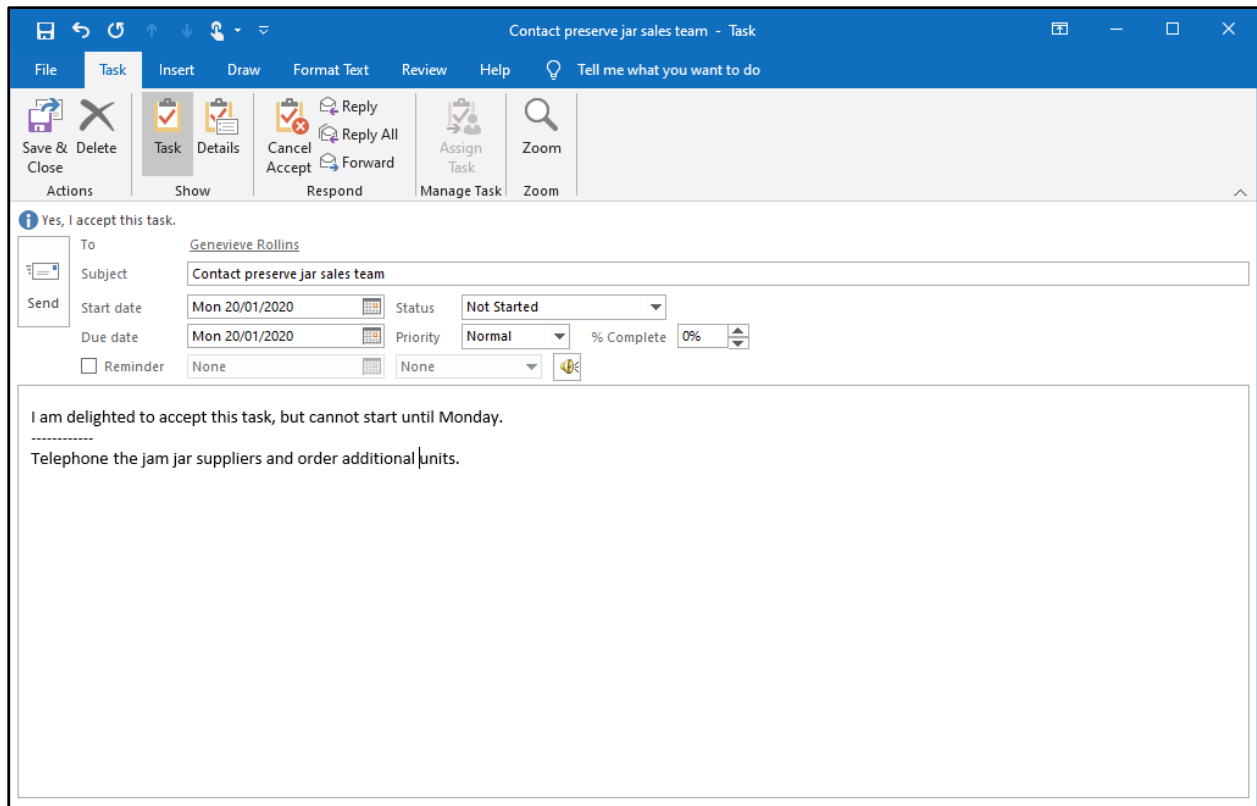 Contact preserve jar sales team - Task
File Task Insert Draw Format Text Review Help Tell me what you want to do
Save & Close
Delete
Actions
Task
Details
Show
Cancel Accept
Reply
Reply All
Forward
Respond
Assign Task
Manage Task
Zoom
Zoom
Yes, I accept this task.
Send
To Genevieve Rollins
Subject Contact preserve jar sales team
Start date Mon 20/01/2020 Status Not Started
Due date Mon 20/01/2020 Priority Normal % Complete 0%
Reminder None None
I am delighted to accept this task, but cannot start until Monday.
------------
Telephone the jam jar suppliers and order additional units.